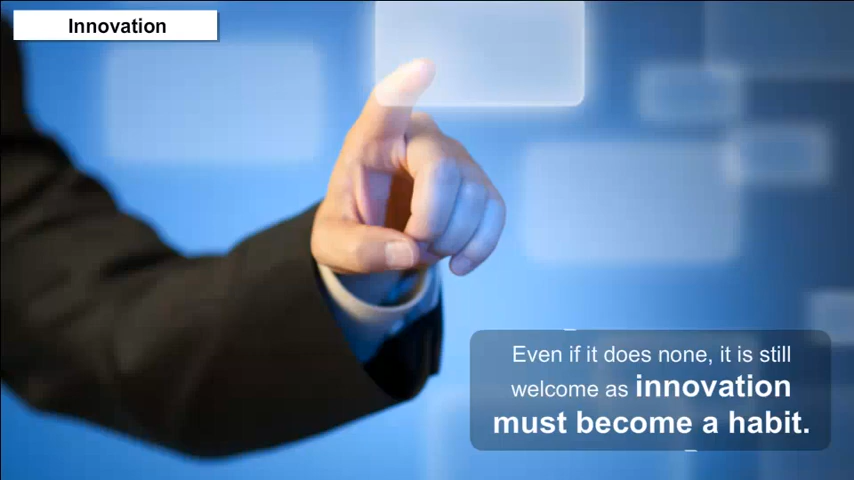 Innovation
Even if it does none, it is still
welcome as innovation
must become a habit.